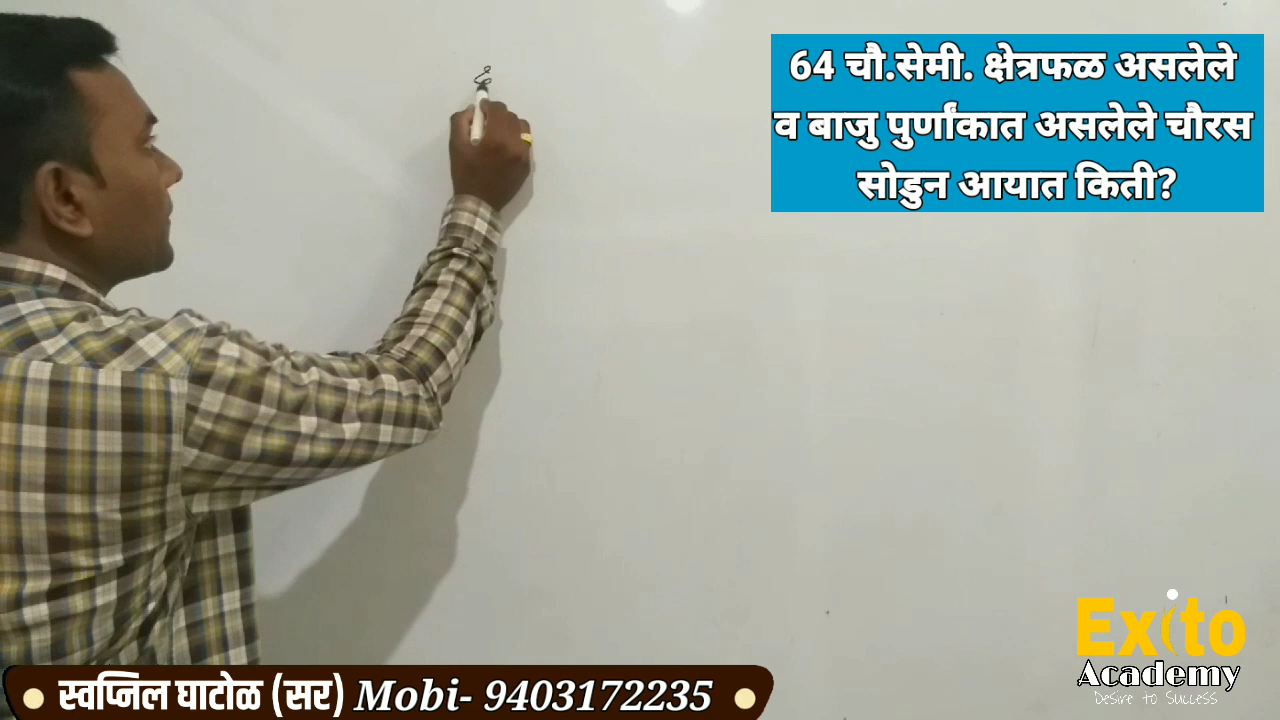 64 चौ.सेमी. क्षेत्रफळ असलेले
व बाजु पुर्णांकात असलेले चौरस
सोडुन आयात किती?
Exito
Academy
Desire to Success
स्वप्निल घाटोळ (सर) Mobi- 9403172235